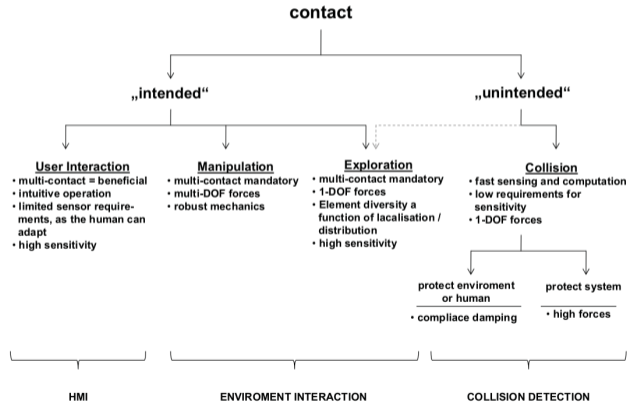 contact
„intended“
„unintended“
User Interaction
• multi-contact = beneficial
• intuitive operation
• limited sensor require-
ments, as the human can
adapt
• high sensitivity
Manipulation
• multi-contact mandatory
• multi-DOF forces
• robust mechanics
Exploration
• multi-contact mandatory
• 1-DOF forces
• Element diversity a
function of lacalisation /
distribution
• high sensitivity
Collision
• fast sensing and computation
• low requirements for
sensitivity
• 1-DOF forces
protect enviroment
or human
• compliace damping
protect system
• high forces
HMI
ENVIROMENT INTERACTION
COLLISION DETECTION